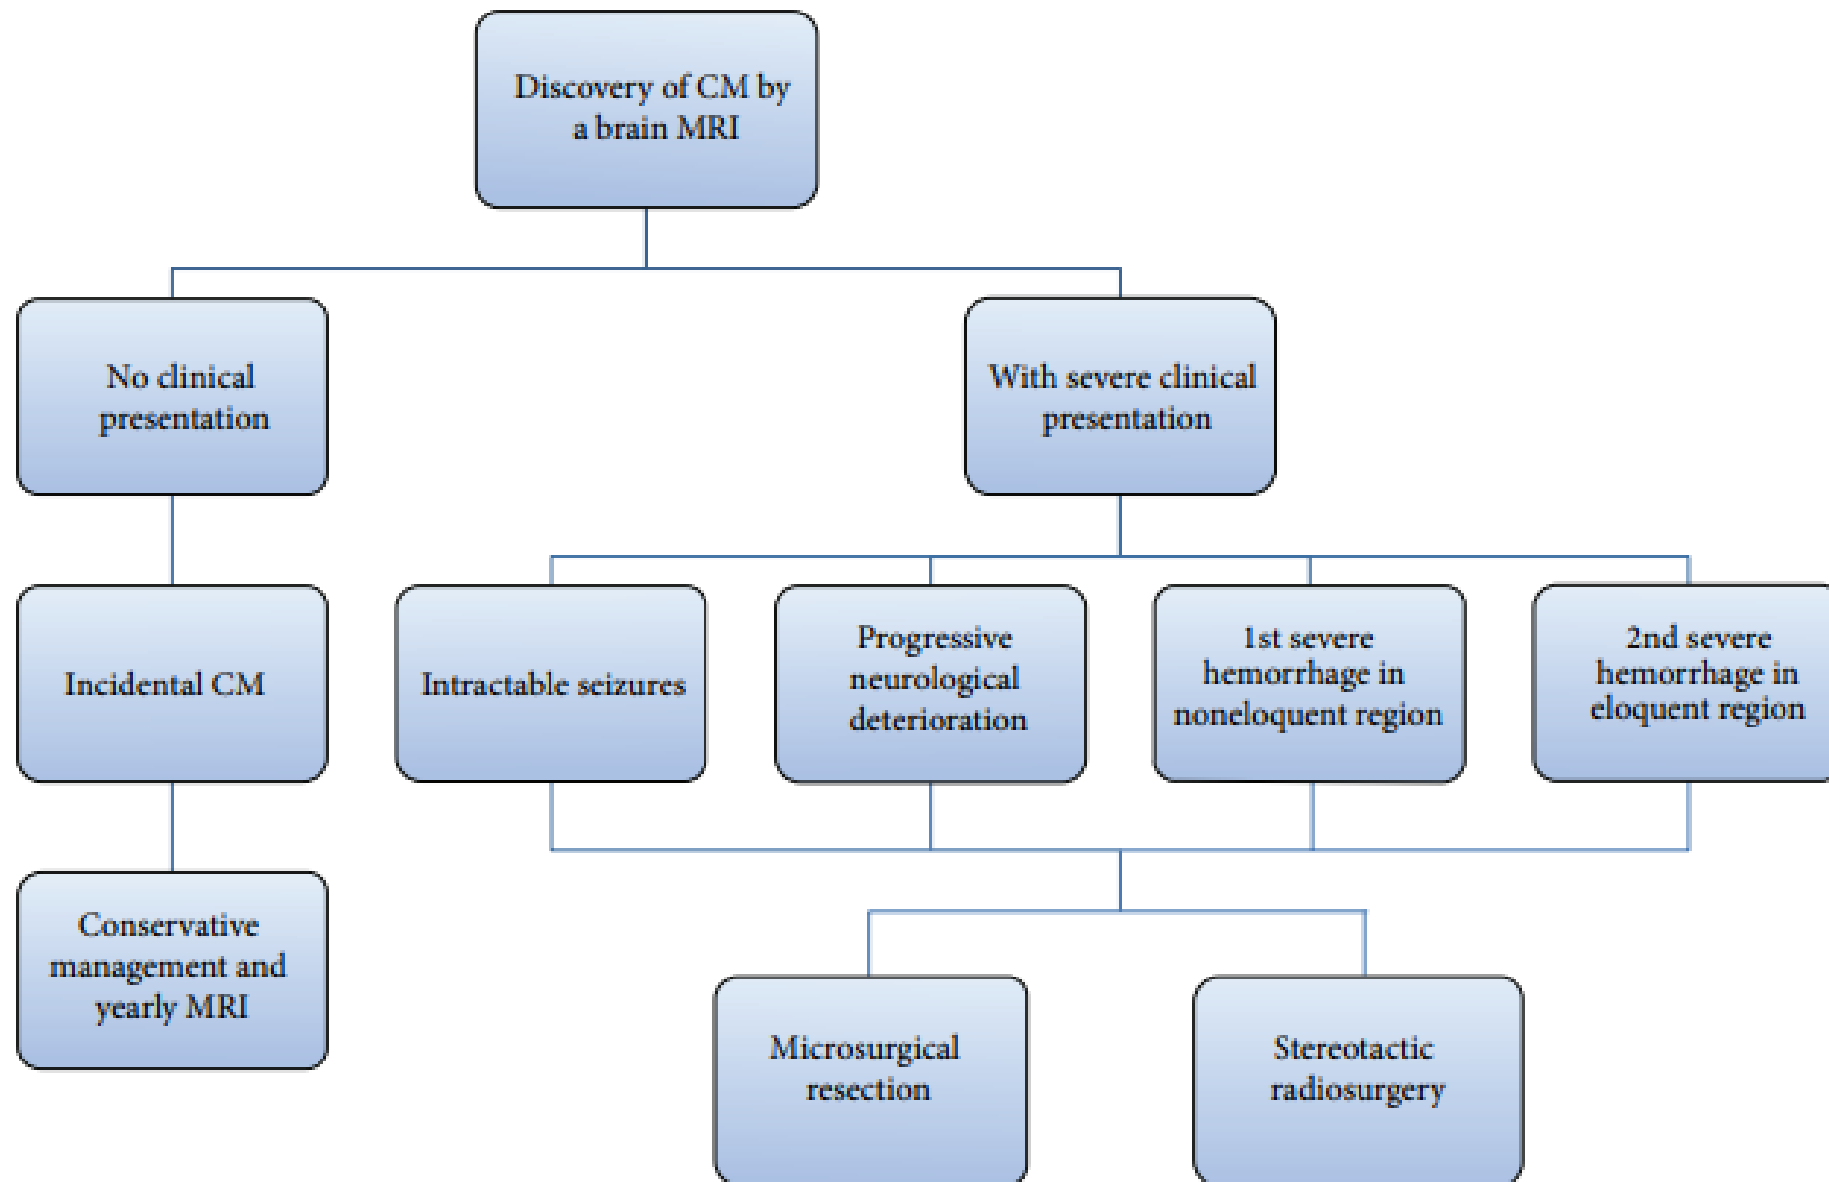 Discovery of CM by
a brain MRI
No clinical
presentation
With severe clinical
presentation
Incidental CM
Intractable seizures
Progressive
neurological
deterioration
1st severe
hemorrhage in
noneloquent region
2nd severe
hemorrhage in
eloquent region
Conservative
management and
yearly MRI
Microsurgical
resection
Stereotactic
radiosurgery